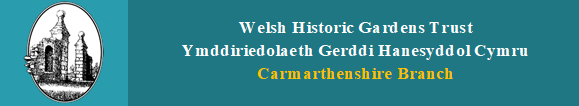 Welsh Historic Gardens Trust
Ymddiriedolaeth Gerddi Hanesyddol Cymru
Carmarthenshire Branch